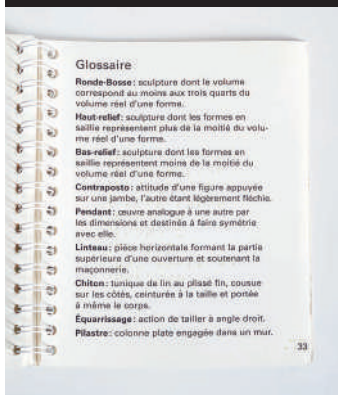 Glossaire
Ronde-Bosse : sculpture dont le volume
correspond au moins aux trois quarts du
volume réel d'une forme.
Haut-relief : sculpture dont les formes en
saillie représentent plus de la moitié du volu-
me réel d'une forme.
Bas-relief : sculpture dont les formes en
saillie représentent moins de la moitié du
volume réel d'une forme.
Contraposto : attitude d'une figure appuyée
sur une jambe, l'autre étant légèrement fléchie.
Pendant : œuvre analogue à une autre par
les dimensions et destinés à faire symétrie
avec elle.
Linteau : pièce horizontale formant la partie
supérieure d'une ouverture et soutenant la
maçonnerie.
Chiton : tunique de lin au plissé fin, cousue
sur les côtés, ceinturée à la taille et portée
à même le corps.
Équarrissage : action de tailler à angle droit.
Pilastre : colonne plate engagée dans un mur.
33